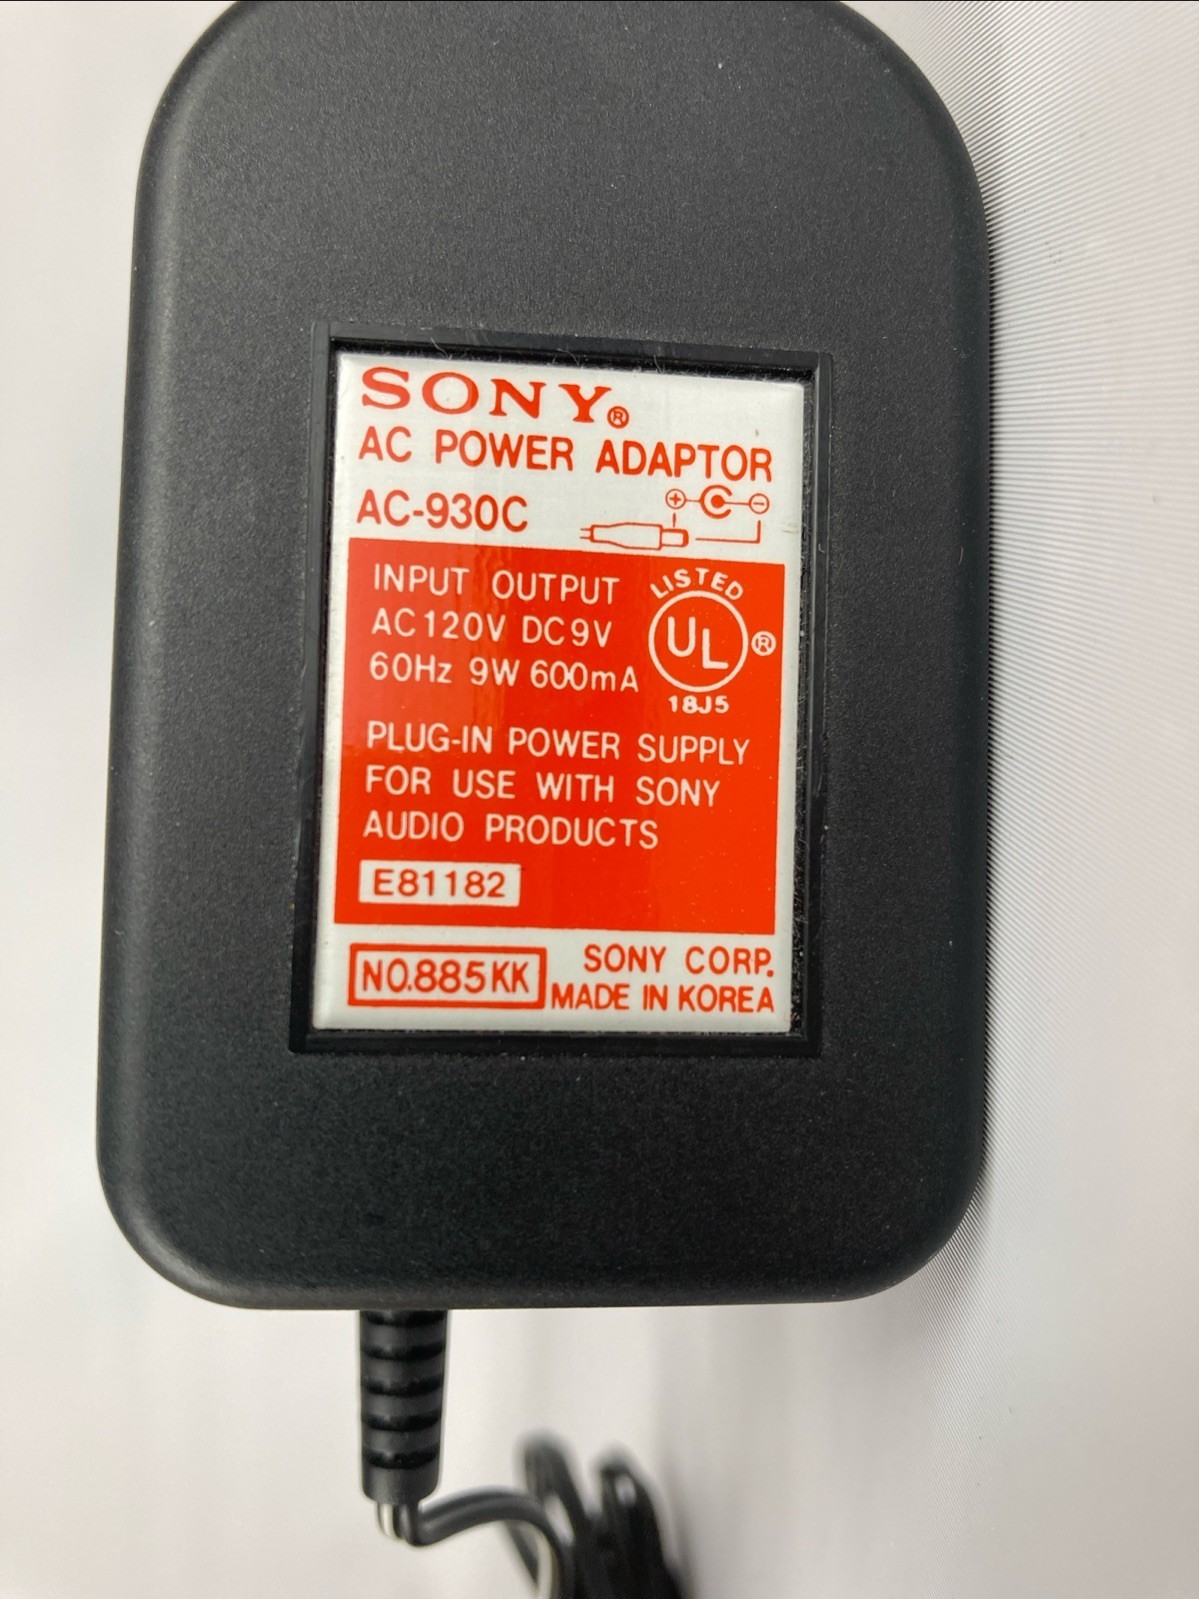 SONY®
AC POWER ADAPTOR
AC-930C
INPUT OUTPUT
AC120V DC9V
60Hz 9W 600mA
LISTED
UL ®
18J5
PLUG-IN POWER SUPPLY
FOR USE WITH SONY
AUDIO PRODUCTS
E81182
NO.885KK
SONY CORP.
MADE IN KOREA